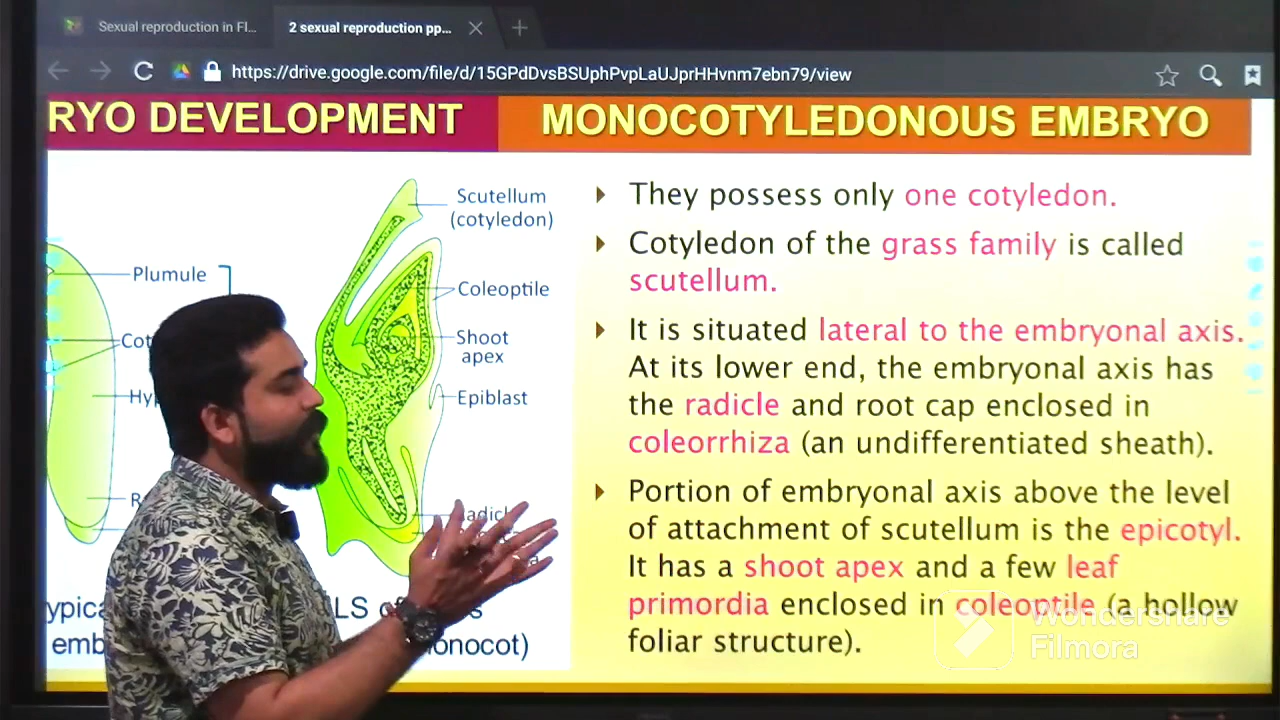 Sexual reproduction in Fl...
2 sexual reproduction pp...
https://drive.google.com/file/d/15GPdDvsBSUphPvpLaUJprHHvnm7ebn79/view
RYO DEVELOPMENT
MONOCOTYLEDONOUS EMBRYO
Plumule
Scutellum
(cotyledon)
Coleoptile
Shoot
apex
Epiblast
They possess only one cotyledon.
Cotyledon of the grass family is called
scutellum.
It is situated lateral to the embryonal axis.
At its lower end, the embryonal axis has
the radicle and root cap enclosed in
coleorrhiza (an undifferentiated sheath).
Portion of embryonal axis above the level
of attachment of scutellum is the epicotyl.
It has a shoot apex and a few leaf
primordia enclosed in coleoptile (a hollow
foliar structure).
Wondershare
Filmora